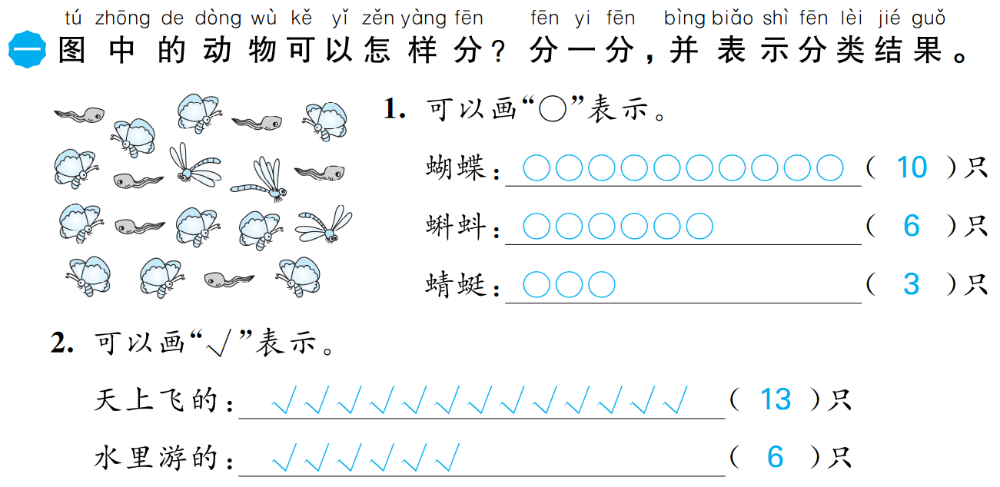 tú zhōng de dòng wù kě yǐ zěn yàng fēn fēn yi fēn bìng biǎo shì fēn lèi jié guǒ
一 图中的动物可以怎样分？分一分，并表示分类结果。
1. 可以画“○”表示。
蝴蝶：○○○○○○○○○○（ 10 ）只
蝌蚪：○○○○○○（ 6 ）只
蜻蜓：○○○（ 3 ）只
2. 可以画“√”表示。
天上飞的：√√√√√√√√√√√√√（ 13 ）只
水里游的：√√√√√√（ 6 ）只